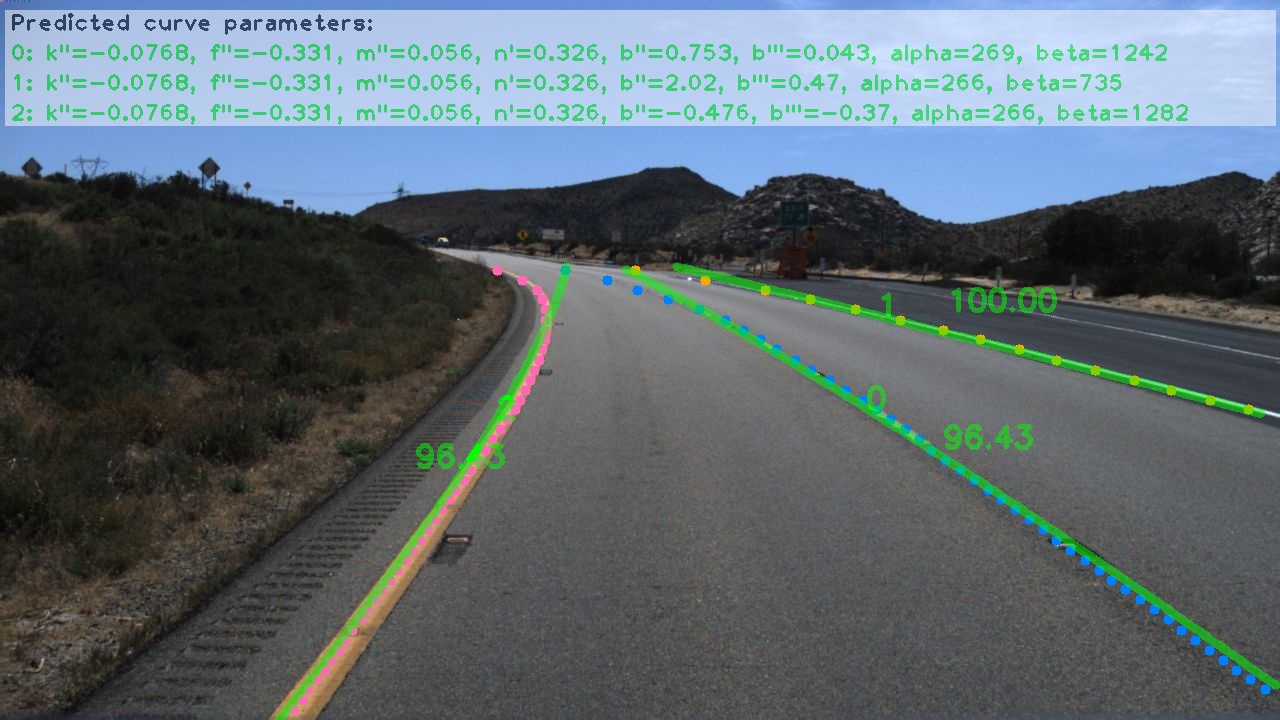 Predicted curve parameters:
0: k''=−0.0768, f''=−0.331, m''=0.056, n'=0.326, b''=0.753, b'''=0.043, alpha=269, beta=1242
1: k''=−0.0768, f''=−0.331, m''=0.056, n'=0.326, b''=2.02, b'''=0.47, alpha=266, beta=735
2: k''=−0.0768, f''=−0.331, m''=0.056, n'=0.326, b''=−0.476, b'''=−0.37, alpha=266, beta=1282
1 100.00
2 0
96.43 96.43